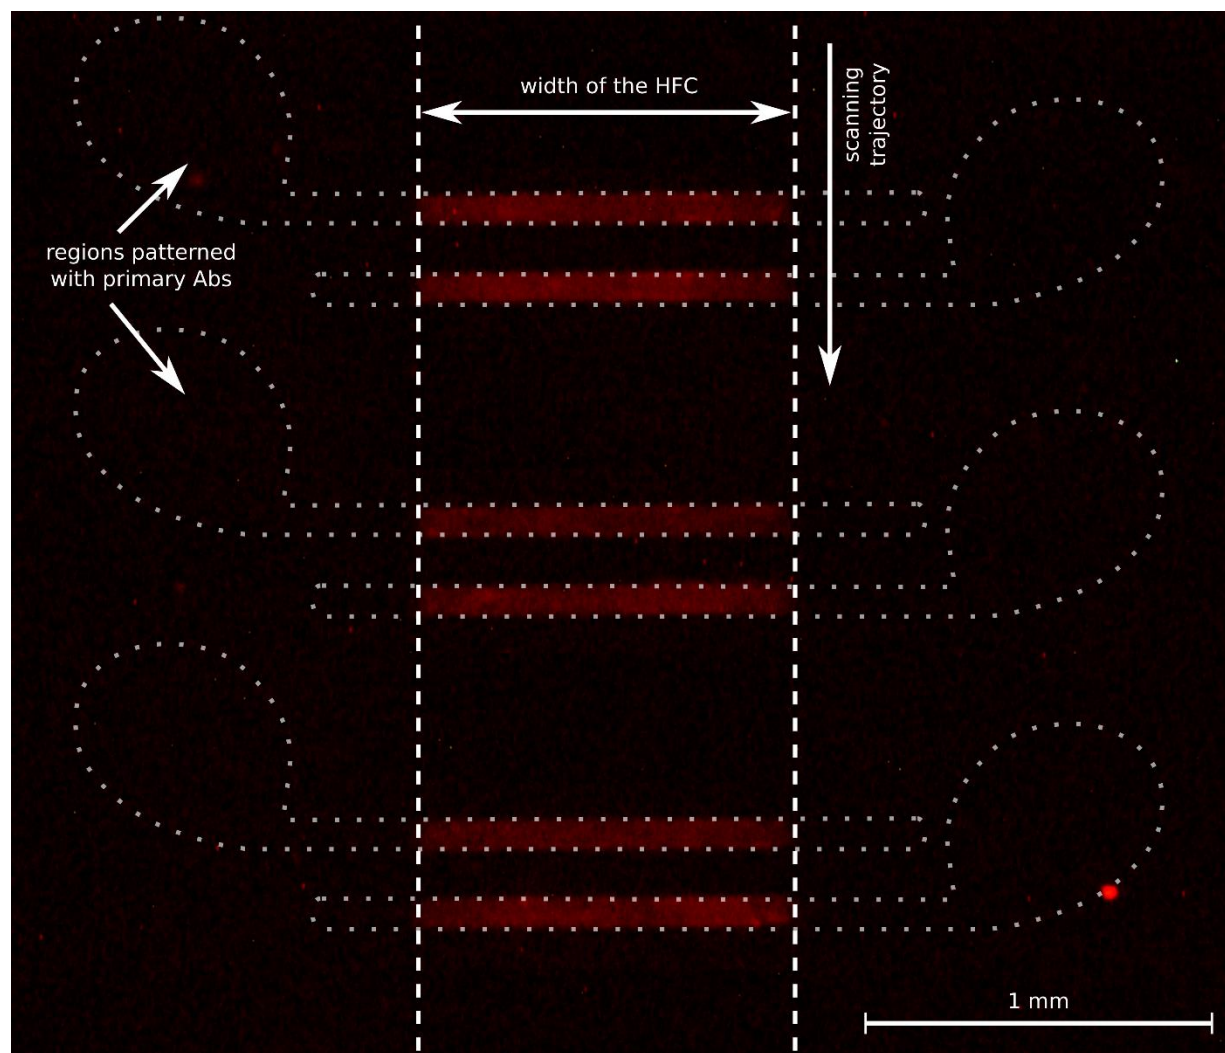 width of the HFC
scanning
trajectory
regions patterned
with primary Abs
1 mm